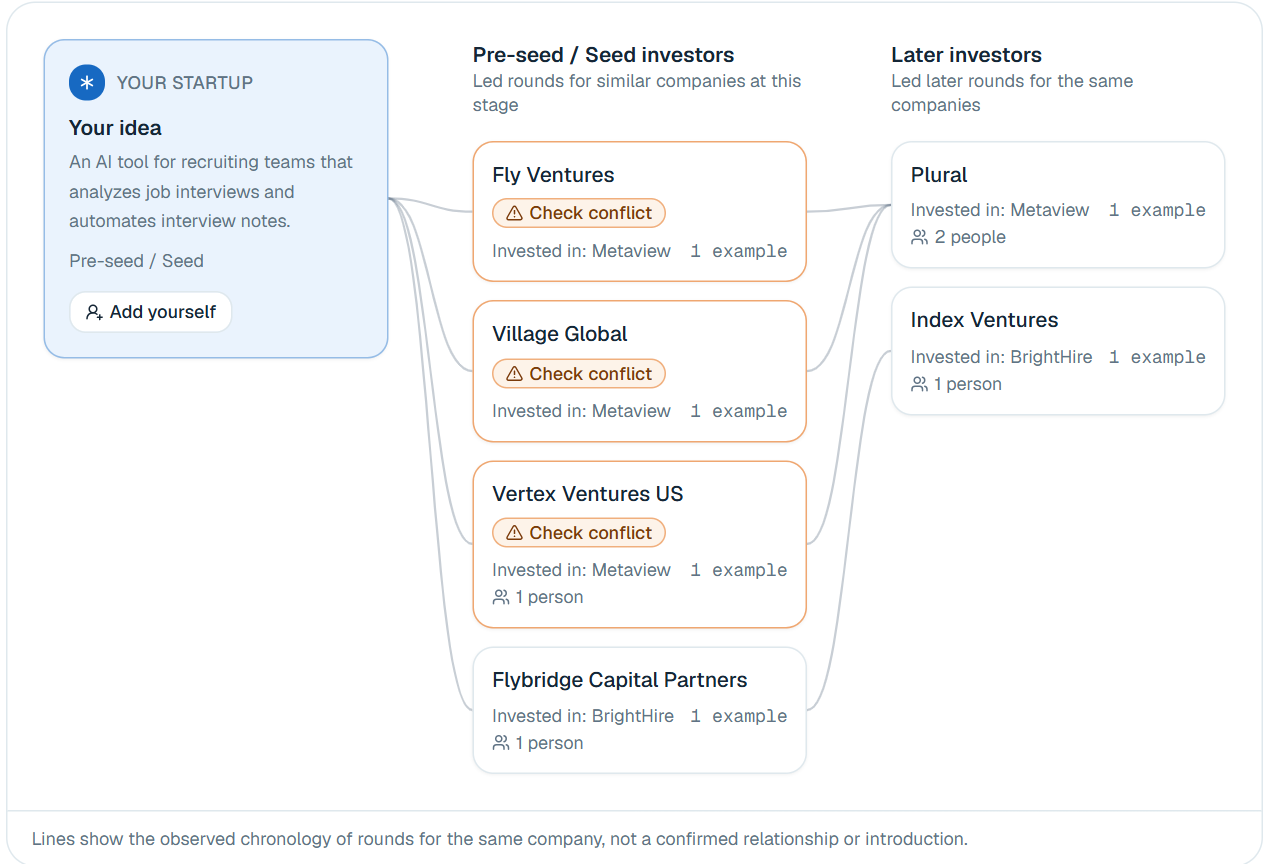 YOUR STARTUP
Your idea
An AI tool for recruiting teams that
analyzes job interviews and
automates interview notes.
Pre-seed / Seed
Add yourself
Pre-seed / Seed investors
Led rounds for similar companies at this
stage
Fly Ventures
Check conflict
Invested in: Metaview 1 example
Village Global
Check conflict
Invested in: Metaview 1 example
Vertex Ventures US
Check conflict
Invested in: Metaview 1 example
1 person
Flybridge Capital Partners
Invested in: BrightHire 1 example
1 person
Later investors
Led later rounds for the same
companies
Plural
Invested in: Metaview 1 example
2 people
Index Ventures
Invested in: BrightHire 1 example
1 person
Lines show the observed chronology of rounds for the same company, not a confirmed relationship or introduction.